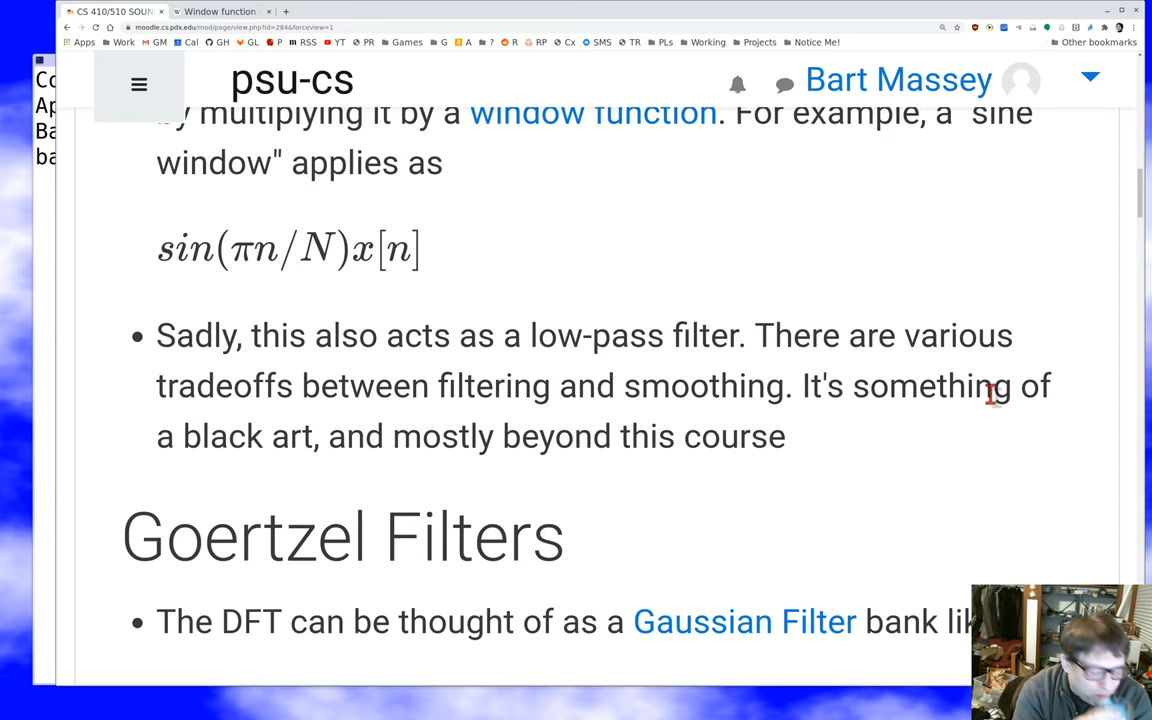 CS 410/510 SOUN
Window function
moodle.cs.pdx.edu/mod/page/view.php?id=284&forceview=1
Apps Work GM Cal GH GL P RSS YT PR Games G A ? R RP Cx SMS TR PLs Working Projects Notice Me! Other bookmarks
psu-cs
Bart Massey
by multiplying it by a window function. For example, a "sine
window" applies as
sin(πn/N)x[n]
• Sadly, this also acts as a low-pass filter. There are various
tradeoffs between filtering and smoothing. It's something of
a black art, and mostly beyond this course
Goertzel Filters
• The DFT can be thought of as a Gaussian Filter bank lik
Co
Ap
Ba
ba